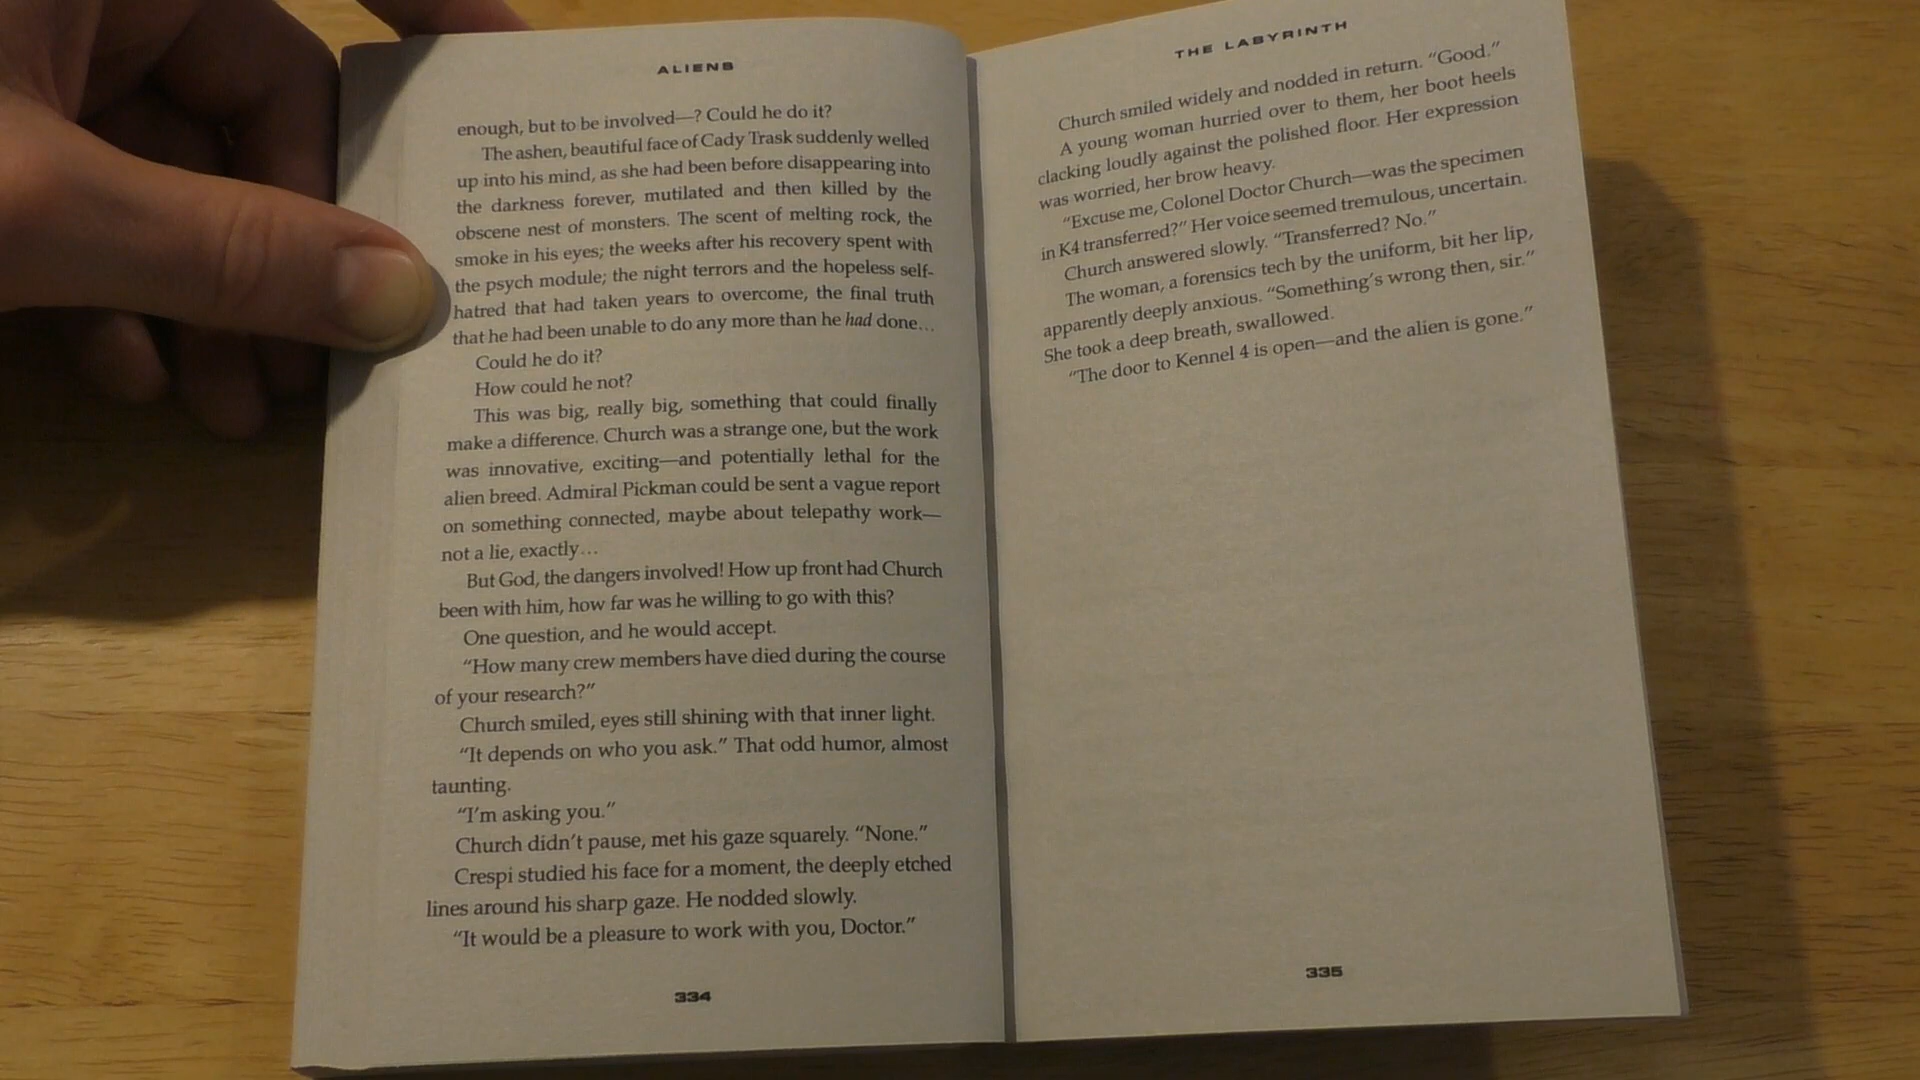 ALIENS
enough, but to be involved—? Could he do it?
The ashen, beautiful face of Cady Trask suddenly welled
up into his mind, as she had been before disappearing into
the darkness forever, mutilated and then killed by the
obscene nest of monsters. The scent of melting rock, the
smoke in his eyes; the weeks after his recovery spent with
the psych module; the night terrors and the hopeless self-
hatred that had taken years to overcome, the final truth
that he had been unable to do any more than he had done…
Could he do it?
How could he not?
This was big, really big, something that could finally
make a difference. Church was a strange one, but the work
was innovative, exciting—and potentially lethal for the
alien breed. Admiral Pickman could be sent a vague report
on something connected, maybe about telepathy work—
not a lie, exactly…
But God, the dangers involved! How up front had Church
been with him, how far was he willing to go with this?
One question, and he would accept.
“How many crew members have died during the course
of your research?”
Church smiled, eyes still shining with that inner light.
“It depends on who you ask.” That odd humor, almost
taunting.
“I’m asking you.”
Church didn’t pause, met his gaze squarely. “None.”
Crespi studied his face for a moment, the deeply etched
lines around his sharp gaze. He nodded slowly.
“It would be a pleasure to work with you, Doctor.”
334
THE LABYRINTH
Church smiled widely and nodded in return. “Good.”
A young woman hurried over to them, her boot heels
clacking loudly against the polished floor. Her expression
was worried, her brow heavy.
“Excuse me, Colonel Doctor Church—was the specimen
in K4 transferred?” Her voice seemed tremulous, uncertain.
Church answered slowly. “Transferred? No.”
The woman, a forensics tech by the uniform, bit her lip,
apparently deeply anxious. “Something’s wrong then, sir.”
She took a deep breath, swallowed.
“The door to Kennel 4 is open—and the alien is gone.”
335